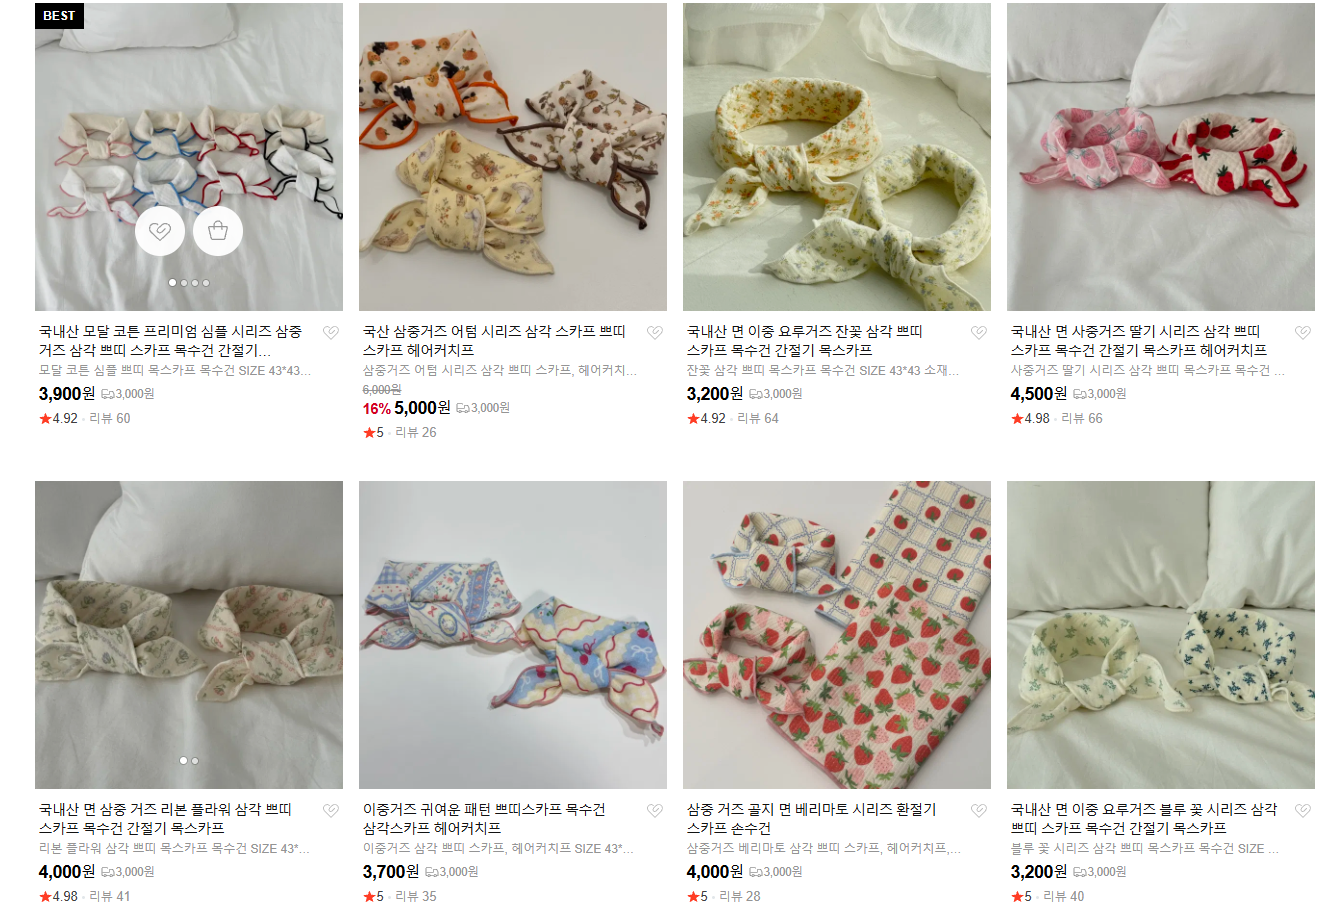 BEST
국내산 모달 코튼 프리미엄 심플 시리즈 삼중
거즈 삼각 쁘띠 스카프 목수건 간절기...
모달 코튼 심플 쁘띠 목스카프 목수건 SIZE 43*43...
3,900원 3,000원
★4.92 · 리뷰 60
국산 삼중거즈 어텀 시리즈 삼각 스카프 쁘띠
스카프 헤어커치프
삼중거즈 어텀 시리즈 삼각 쁘띠 스카프, 헤어커치...
6,000원
16% 5,000원 3,000원
★5 · 리뷰 26
국내산 면 이중 요루거즈 잔꽃 삼각 쁘띠
스카프 목수건 간절기 목스카프
잔꽃 삼각 쁘띠 목스카프 목수건 SIZE 43*43 소재...
3,200원 3,000원
★4.92 · 리뷰 64
국내산 면 사중거즈 딸기 시리즈 삼각 쁘띠
스카프 목수건 간절기 목스카프 헤어커치프
사중거즈 딸기 시리즈 삼각 쁘띠 목스카프 목수건 ...
4,500원 3,000원
★4.98 · 리뷰 66
국내산 면 삼중 거즈 리본 플라워 삼각 쁘띠
스카프 목수건 간절기 목스카프
리본 플라워 삼각 쁘띠 목스카프 목수건 SIZE 43*...
4,000원 3,000원
★4.98 · 리뷰 41
이중거즈 귀여운 패턴 쁘띠스카프 목수건
삼각스카프 헤어커치프
이중거즈 삼각 쁘띠 스카프, 헤어커치프 SIZE 43*...
3,700원 3,000원
★5 · 리뷰 35
삼중 거즈 골지 면 베리마토 시리즈 환절기
스카프 손수건
삼중거즈 베리마토 삼각 쁘띠 스카프, 헤어커치프,...
4,000원 3,000원
★5 · 리뷰 28
국내산 면 이중 요루거즈 블루 꽃 시리즈 삼각
쁘띠 스카프 목수건 간절기 목스카프
블루 꽃 시리즈 삼각 쁘띠 목스카프 목수건 SIZE ...
3,200원 3,000원
★5 · 리뷰 40